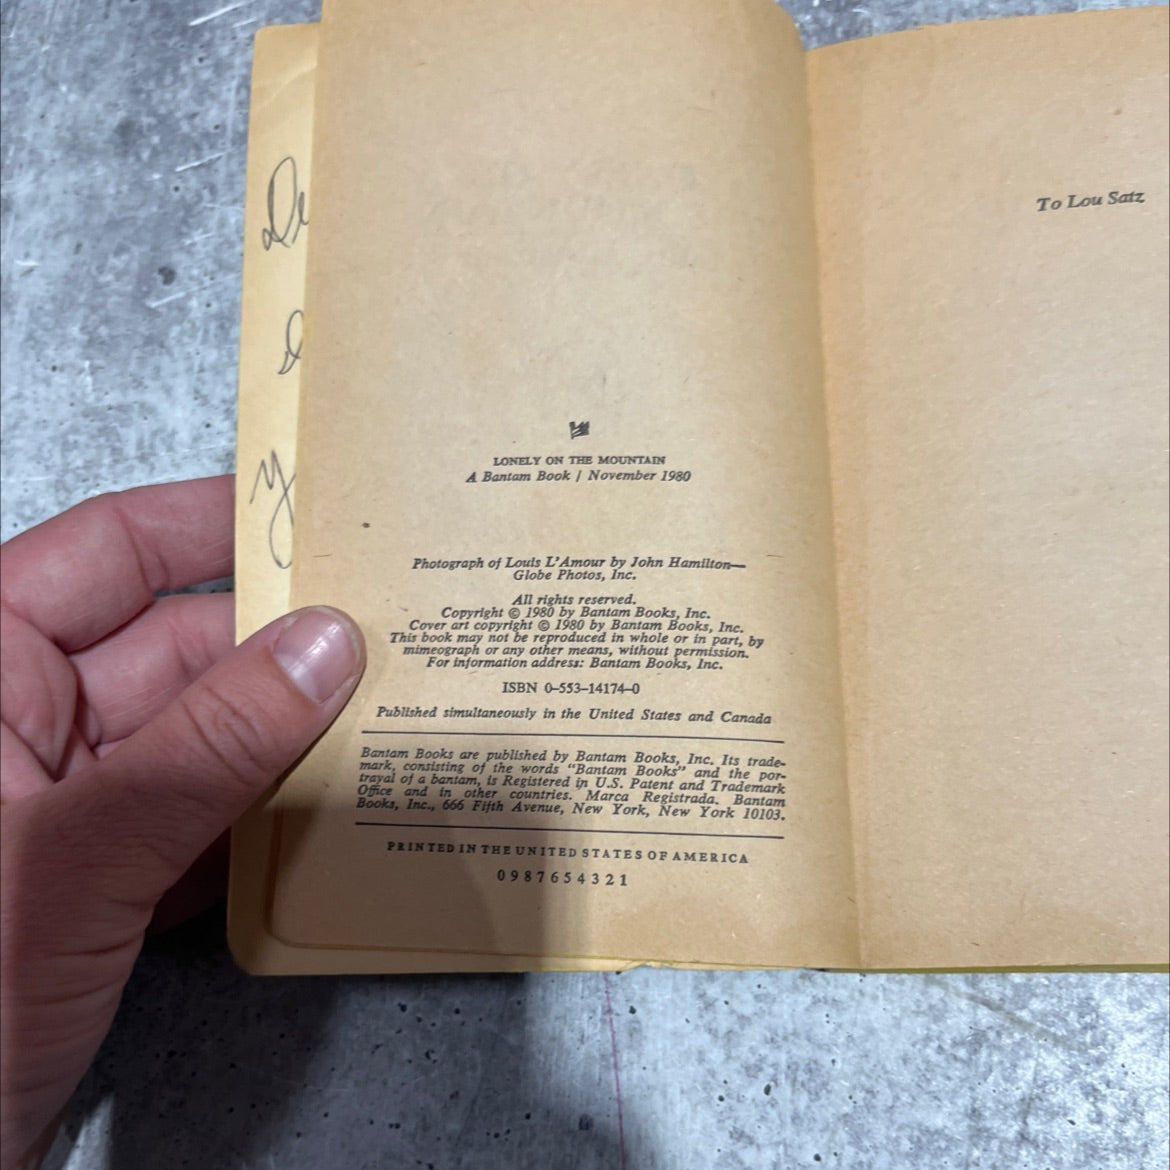 LONELY ON THE MOUNTAIN
A Bantam Book / November 1980
Photograph of Louis L'Amour by John Hamilton—
Globe Photos, Inc.
All rights reserved.
Copyright © 1980 by Bantam Books, Inc.
Cover art copyright © 1980 by Bantam Books, Inc.
This book may not be reproduced in whole or in part, by
mimeograph or any other means, without permission.
For information address: Bantam Books, Inc.
ISBN 0-553-14174-0
Published simultaneously in the United States and Canada
Bantam Books are published by Bantam Books, Inc. Its trade-
mark, consisting of the words "Bantam Books" and the por-
trayal of a bantam, is Registered in U.S. Patent and Trademark
Office and in other countries. Marca Registrada. Bantam
Books, Inc., 666 Fifth Avenue, New York, New York 10103.
PRINTED IN THE UNITED STATES OF AMERICA
0 9 8 7 6 5 4 3 2 1
To Lou Satz